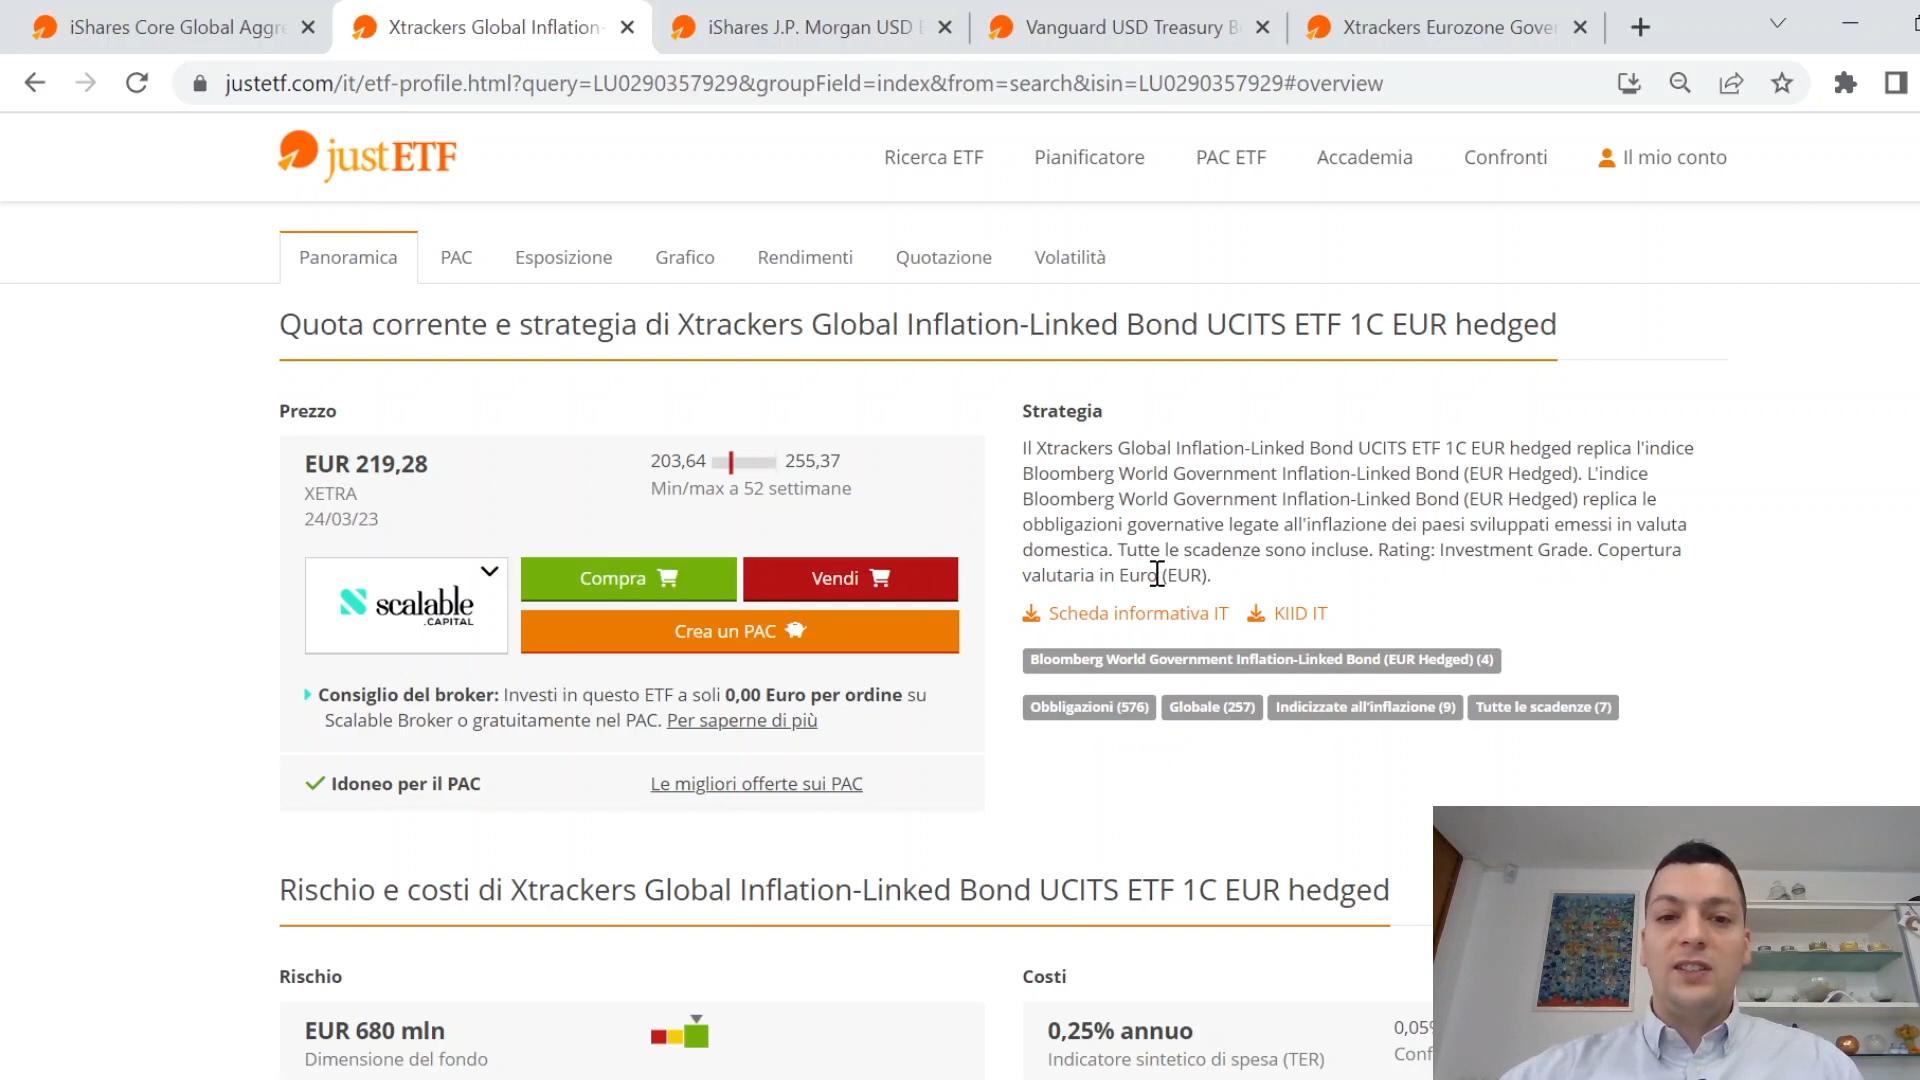 iShares Core Global Aggre
Xtrackers Global Inflation-
iShares J.P. Morgan USD E
Vanguard USD Treasury B
Xtrackers Eurozone Gover
justetf.com/it/etf-profile.html?query=LU0290357929&groupField=index&from=search&isin=LU0290357929#overview
justETF
Ricerca ETF
Pianificatore
PAC ETF
Accademia
Confronti
Il mio conto
Panoramica
PAC
Esposizione
Grafico
Rendimenti
Quotazione
Volatilità
Quota corrente e strategia di Xtrackers Global Inflation-Linked Bond UCITS ETF 1C EUR hedged
Prezzo
EUR 219,28
XETRA
24/03/23
203,64
255,37
Min/max a 52 settimane
scalable
.CAPITAL
Compra
Vendi
Crea un PAC
Consiglio del broker: Investi in questo ETF a soli 0,00 Euro per ordine su
Scalable Broker o gratuitamente nel PAC. Per saperne di più
Idoneo per il PAC
Le migliori offerte sui PAC
Strategia
Il Xtrackers Global Inflation-Linked Bond UCITS ETF 1C EUR hedged replica l'indice
Bloomberg World Government Inflation-Linked Bond (EUR Hedged). L'indice
Bloomberg World Government Inflation-Linked Bond (EUR Hedged) replica le
obbligazioni governative legate all'inflazione dei paesi sviluppati emessi in valuta
domestica. Tutte le scadenze sono incluse. Rating: Investment Grade. Copertura
valutaria in Euro (EUR).
Scheda informativa IT
KIID IT
Bloomberg World Government Inflation-Linked Bond (EUR Hedged) (4)
Obbligazioni (576)
Globale (257)
Indicizzate all'inflazione (9)
Tutte le scadenze (7)
Rischio e costi di Xtrackers Global Inflation-Linked Bond UCITS ETF 1C EUR hedged
Rischio
EUR 680 mln
Dimensione del fondo
Costi
0,25% annuo
Indicatore sintetico di spesa (TER)
0,05%
Conf